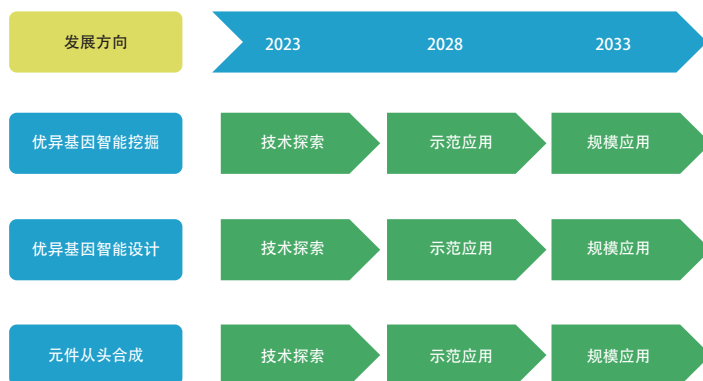 发展方向 2023 2028 2033
优异基因智能挖掘 技术探索 示范应用 规模应用
优异基因智能设计 技术探索 示范应用 规模应用
元件从头合成 技术探索 示范应用 规模应用